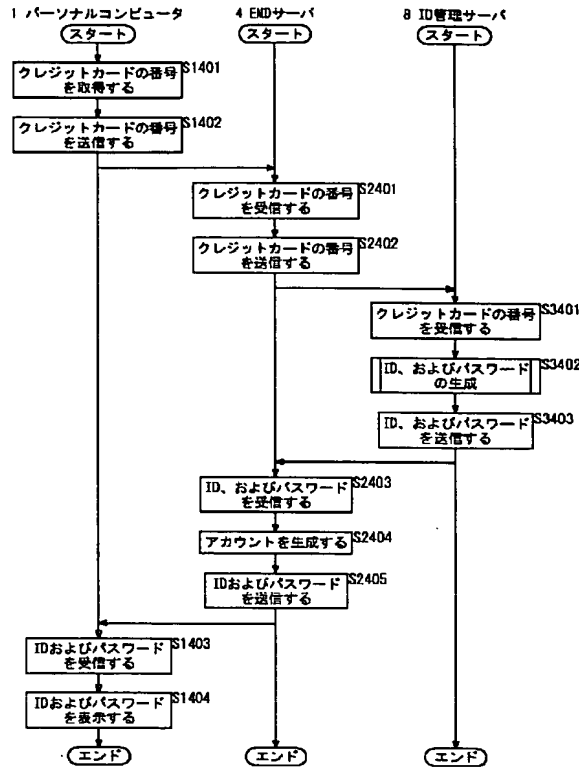 1 パーソナルコンピュータ
4 ENDサーバ
8 ID管理サーバ
スタート
スタート
スタート
クレジットカードの番号
を取得する
S1401
クレジットカードの番号
を送信する
S1402
クレジットカードの番号
を受信する
S2401
クレジットカードの番号
を送信する
S2402
クレジットカードの番号
を受信する
S3401
ID、およびパスワード
の生成
S3402
ID、およびパスワード
を送信する
S3403
ID、およびパスワード
を受信する
S2403
アカウントを生成する
S2404
IDおよびパスワード
を送信する
S2405
IDおよびパスワード
を受信する
S1403
IDおよびパスワード
を表示する
S1404
エンド
エンド
エンド